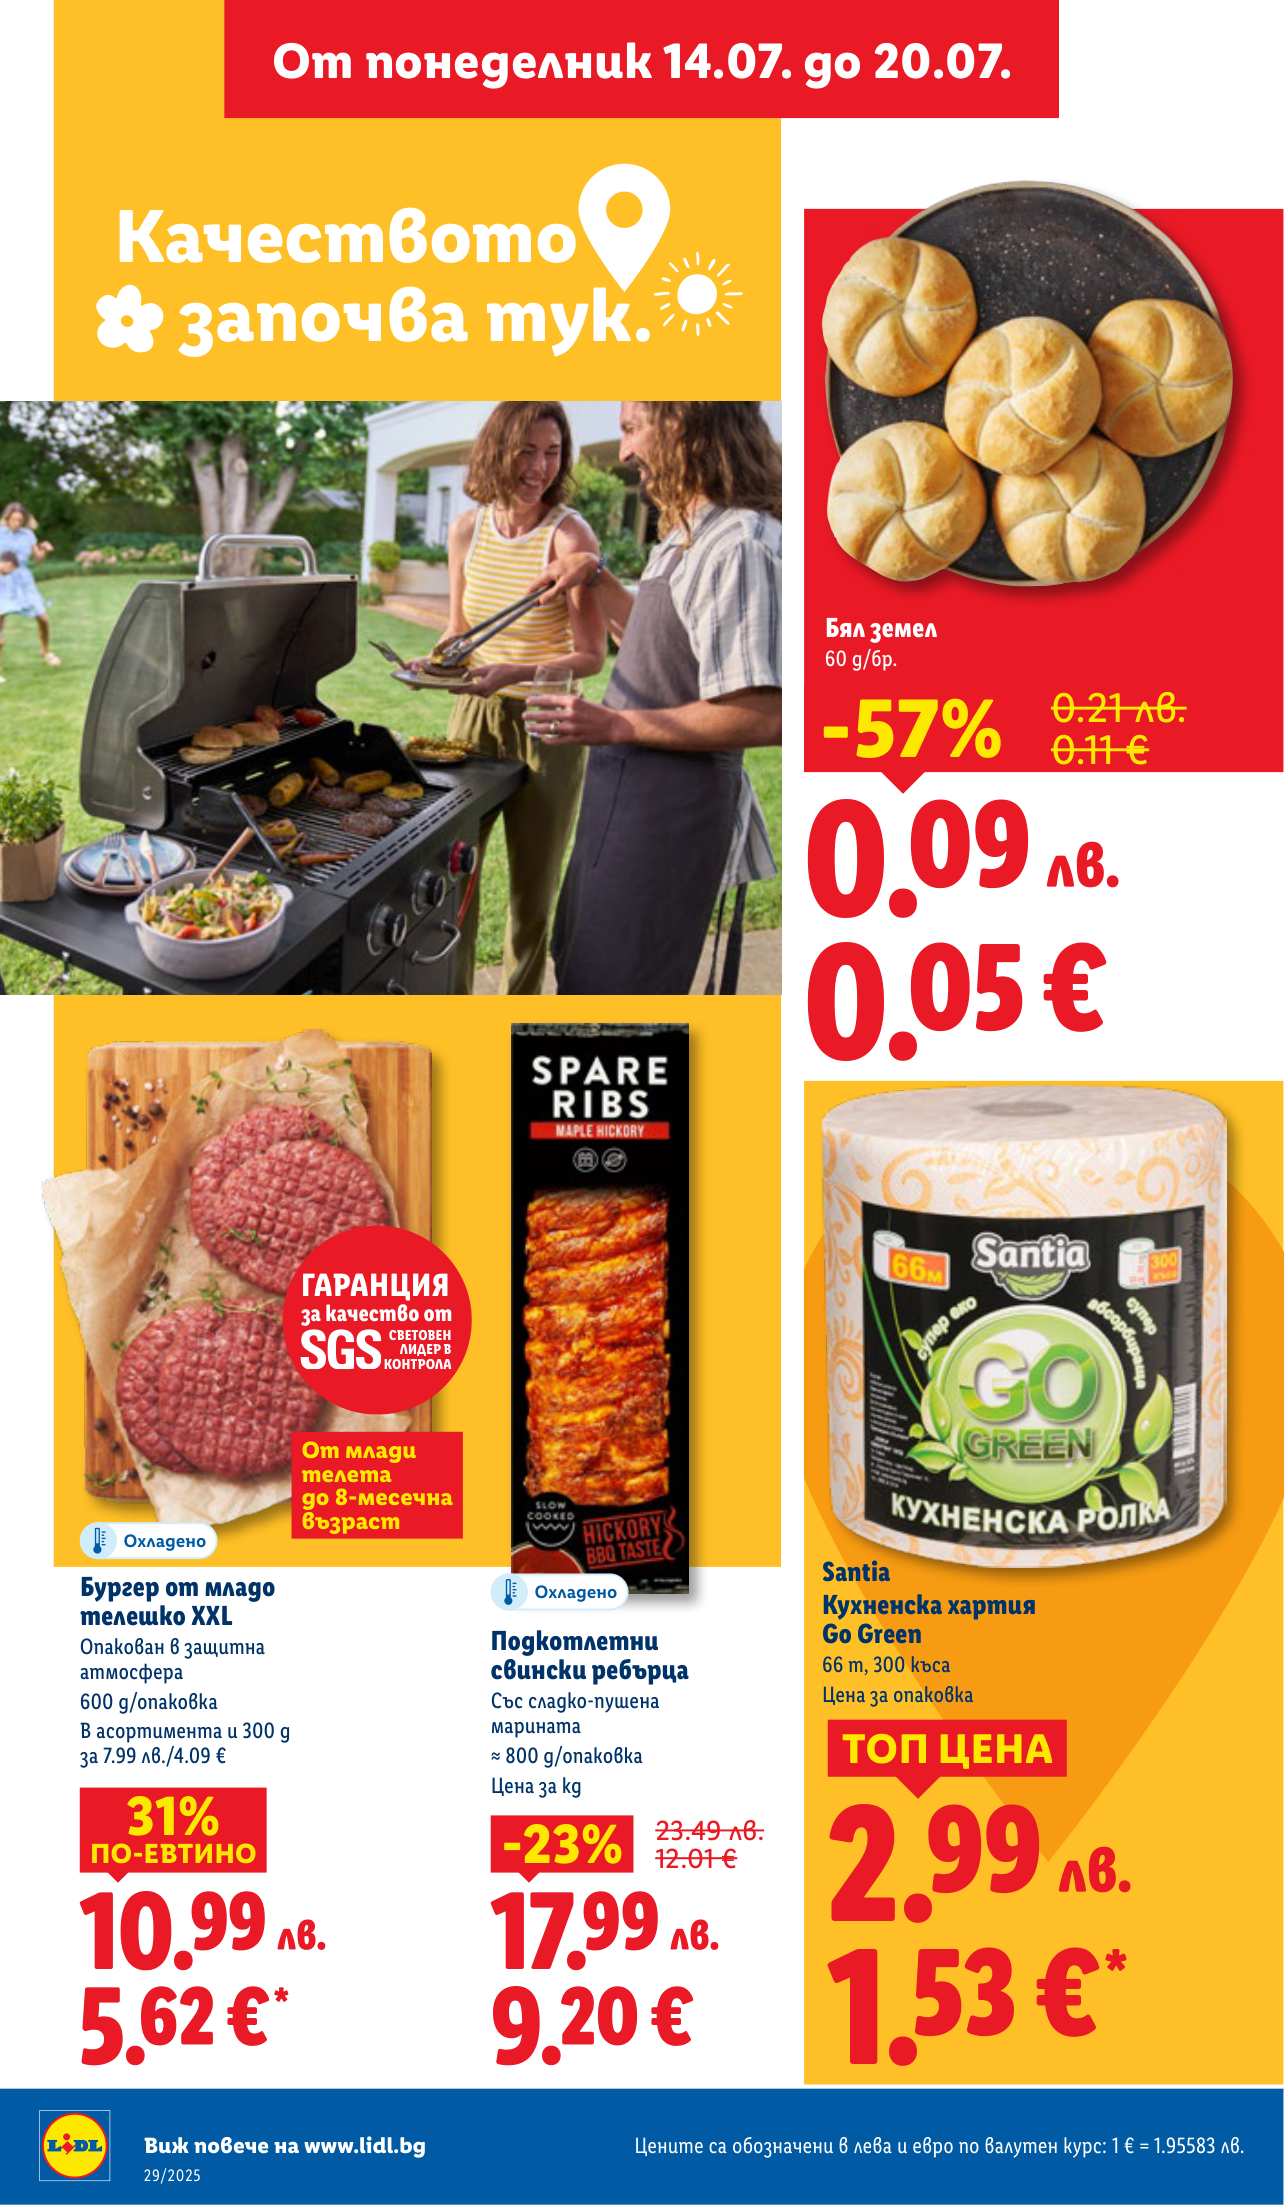 От понеделник 14.07. до 20.07.
Качеството
започва тук.
Бял земел
60 g/бр.
-57%
0.21 лв.
0.11 €
0.09 лв.
0.05 €
SPARE
RIBS
MAPLE HICKORY
SLOW
COOKED
HICKORY
BBQ TASTE
ГАРАНЦИЯ
за качество от
SGS СВЕТОВЕН
ЛИДЕР В
КОНТРОЛА
От млади
телета
до 8-месечна
възраст
Охладено
Бургер от младо
телешко XXL
Опакован в защитна
атмосфера
600 g/опаковка
В асортимента и 300 g
за 7.99 лв./4.09 €
31%
ПО-ЕВТИНО
10.99 лв.
5.62 €*
Охладено
Подкотлетни
свински ребърца
Със сладко-пушена
марината
≈ 800 g/опаковка
Цена за kg
-23%
23.49 лв.
12.01 €
17.99 лв.
9.20 €
66м
Santia
300
супер еко
супер
абсорбираща
GO
GREEN
КУХНЕНСКА РОЛКА
Santia
Кухненска хартия
Go Green
66 m, 300 къса
Цена за опаковка
ТОП ЦЕНА
2.99 лв.
1.53 €*
LIDL
Виж повече на www.lidl.bg
29/2025
Цените са обозначени в лева и евро по валутен курс: 1 € = 1.95583 лв.